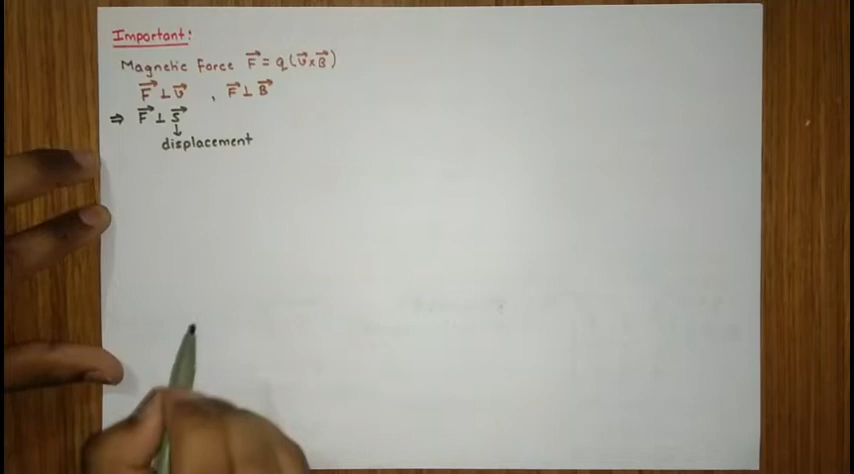 Important:
Magnetic Force F⃗ = q(v⃗×B⃗)
F⃗ ⊥ v⃗ , F⃗ ⊥ B⃗
⇒ F⃗ ⊥ S⃗
↓
displacement